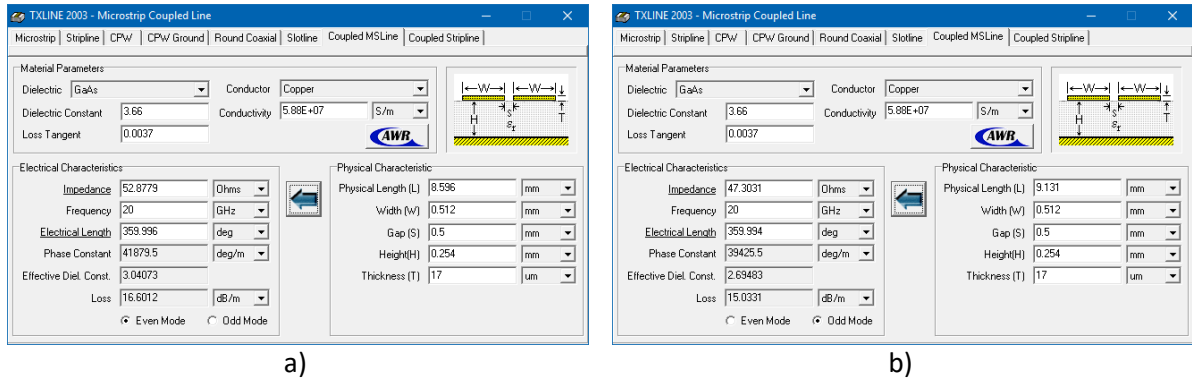 TXLINE 2003 - Microstrip Coupled Line
Microstrip | Stripline | CPW | CPW Ground | Round Coaxial | Slotline | Coupled MSLine | Coupled Stripline
Material Parameters
Dielectric GaAs Conductor Copper
Dielectric Constant 3.66 Conductivity 5.88E+07 S/m
Loss Tangent 0.0037 AWR
W W
H S T
εr
Electrical Characteristics
Impedance 52.8779 Ohms
Frequency 20 GHz
Electrical Length 359.996 deg
Phase Constant 41879.5 deg/m
Effective Diel. Const. 3.04073
Loss 16.6012 dB/m
Even Mode Odd Mode
Physical Characteristic
Physical Length (L) 8.596 mm
Width (W) 0.512 mm
Gap (S) 0.5 mm
Height(H) 0.254 mm
Thickness (T) 17 um
a)
TXLINE 2003 - Microstrip Coupled Line
Microstrip | Stripline | CPW | CPW Ground | Round Coaxial | Slotline | Coupled MSLine | Coupled Stripline
Material Parameters
Dielectric GaAs Conductor Copper
Dielectric Constant 3.66 Conductivity 5.88E+07 S/m
Loss Tangent 0.0037 AWR
W W
H S T
εr
Electrical Characteristics
Impedance 47.3031 Ohms
Frequency 20 GHz
Electrical Length 359.994 deg
Phase Constant 39425.5 deg/m
Effective Diel. Const. 2.69483
Loss 15.0331 dB/m
Even Mode Odd Mode
Physical Characteristic
Physical Length (L) 9.131 mm
Width (W) 0.512 mm
Gap (S) 0.5 mm
Height(H) 0.254 mm
Thickness (T) 17 um
b)